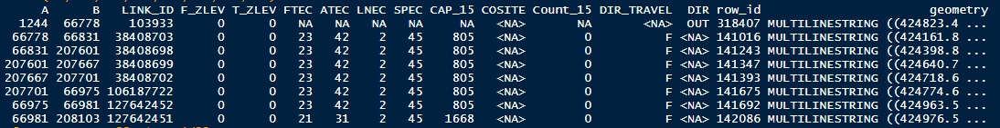 A B LINK_ID F_ZLEV T_ZLEV FTEC ATEC LNEC SPEC CAP_15 COSITE Count_15 DIR_TRAVEL DIR row_id geometry
1244 66778 103933 0 0 NA NA NA NA NA <NA> NA <NA> OUT 318407 MULTILINESTRING ((424823.4 ...
66778 66831 38408703 0 0 23 42 2 45 805 <NA> 0 F <NA> 141016 MULTILINESTRING ((424161.8 ...
66831 207601 38408698 0 0 23 42 2 45 805 <NA> 0 F <NA> 141243 MULTILINESTRING ((424398.8 ...
207601 207667 38408699 0 0 23 42 2 45 805 <NA> 0 F <NA> 141347 MULTILINESTRING ((424640.7 ...
207667 207701 38408702 0 0 23 42 2 45 805 <NA> 0 F <NA> 141393 MULTILINESTRING ((424718.6 ...
207701 66975 106187722 0 0 23 42 2 45 805 <NA> 0 F <NA> 141675 MULTILINESTRING ((424774.6 ...
66975 66981 127642452 0 0 23 42 2 45 805 <NA> 0 F <NA> 141692 MULTILINESTRING ((424963.5 ...
66981 208103 127642451 0 0 21 31 2 45 1668 <NA> 0 F <NA> 142086 MULTILINESTRING ((424976.5 ...